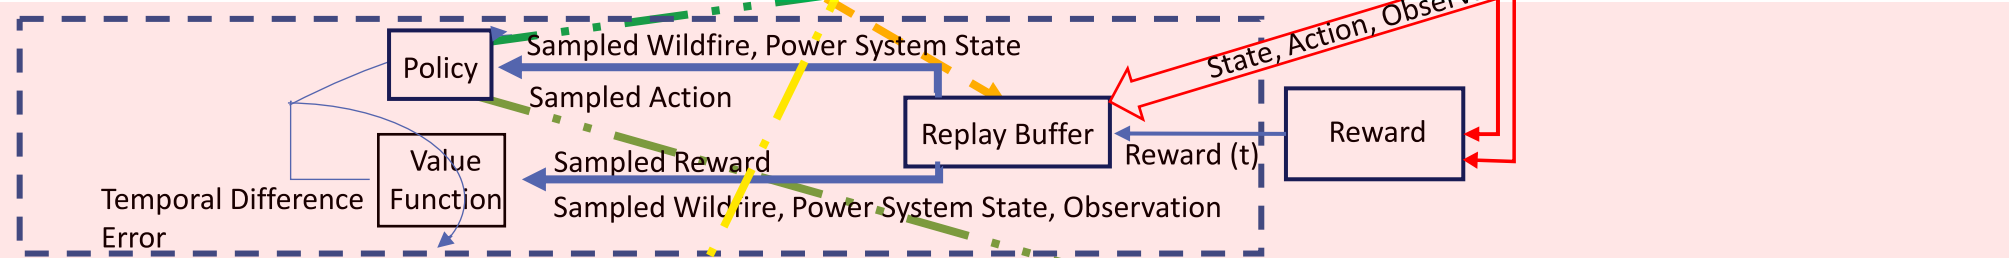 State, Action, Observ
Sampled Wildfire, Power System State
Policy
Sampled Action
Replay Buffer
Reward
Reward (t)
Value
Function
Sampled Reward
Temporal Difference
Error
Sampled Wildfire, Power System State, Observation